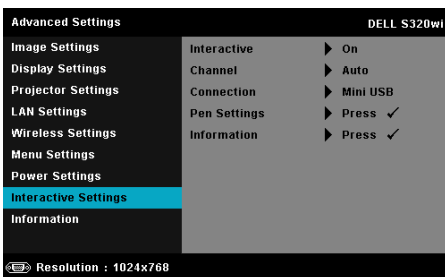 Advanced Settings DELL S320wi
Image Settings
Display Settings
Projector Settings
LAN Settings
Wireless Settings
Menu Settings
Power Settings
Interactive Settings
Information
Interactive On
Channel Auto
Connection Mini USB
Pen Settings Press ✓
Information Press ✓
Resolution : 1024x768